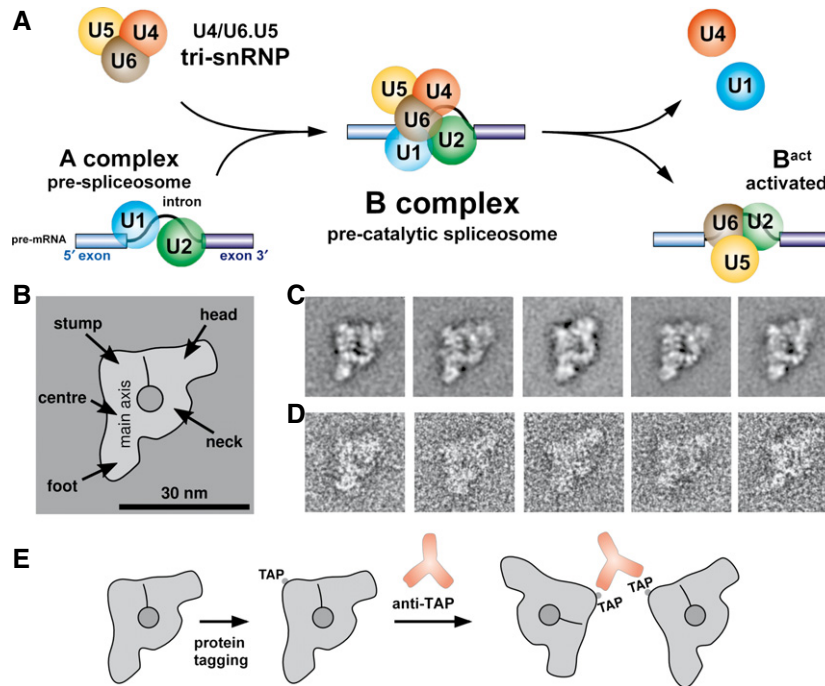 A
U5
U4
U6
U4/U6.U5
tri-snRNP
A complex
pre-spliceosome
U1
intron
U2
pre-mRNA
5′ exon
exon 3′
U5
U4
U6
U1
U2
B complex
pre-catalytic spliceosome
U4
U1
Bact
activated
U6
U2
U5
B
stump
head
centre
main axis
neck
foot
30 nm
C
D
E
protein
tagging
TAP
anti-TAP
TAP
TAP